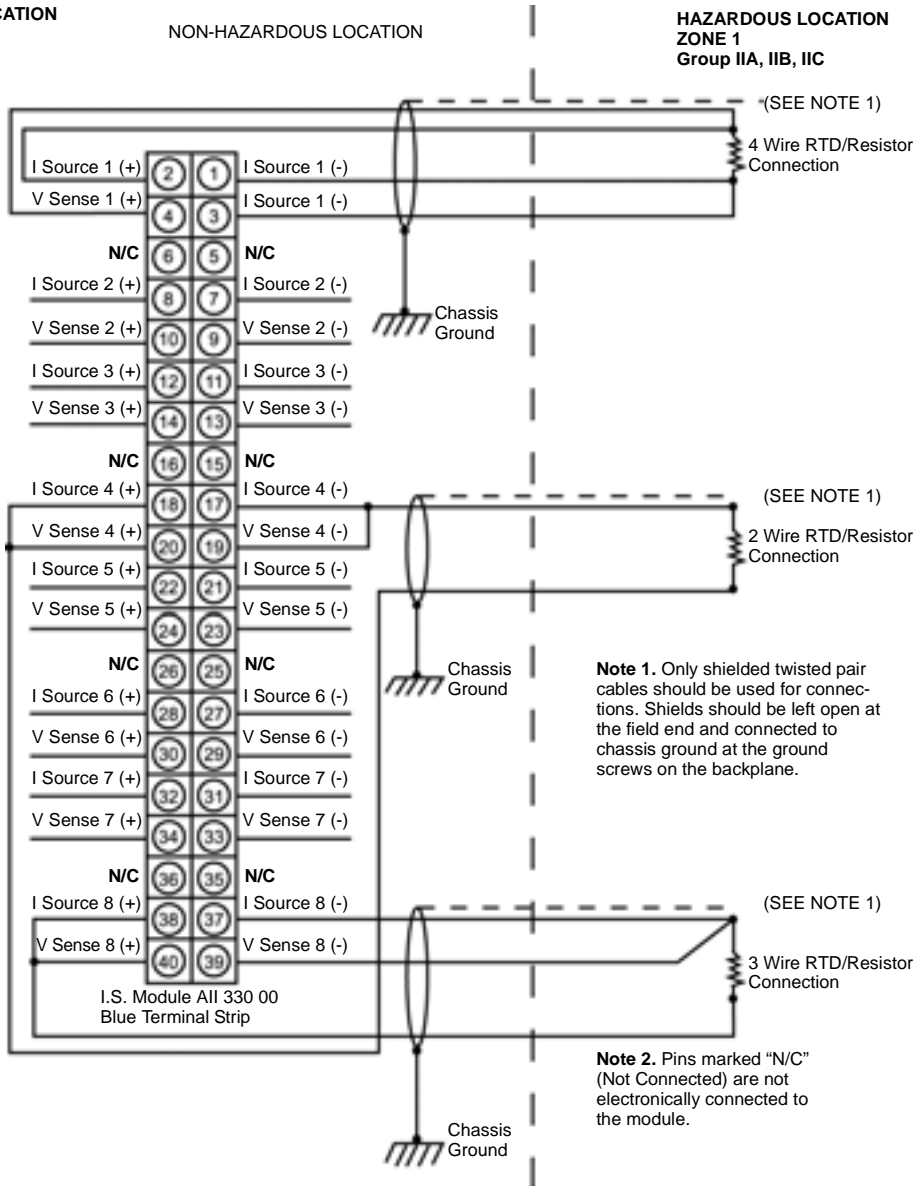 CATION
NON-HAZARDOUS LOCATION
HAZARDOUS LOCATION
ZONE 1
Group IIA, IIB, IIC
(SEE NOTE 1)
4 Wire RTD/Resistor
Connection
I Source 1 (+) 2 1 I Source 1 (-)
V Sense 1 (+) 4 3 I Source 1 (-)
N/C 6 5 N/C
I Source 2 (+) 8 7 I Source 2 (-)
V Sense 2 (+) 10 9 V Sense 2 (-)
Chassis
Ground
I Source 3 (+) 12 11 I Source 3 (-)
V Sense 3 (+) 14 13 V Sense 3 (-)
N/C 16 15 N/C
I Source 4 (+) 18 17 I Source 4 (-)
(SEE NOTE 1)
V Sense 4 (+) 20 19 V Sense 4 (-)
2 Wire RTD/Resistor
Connection
I Source 5 (+) 22 21 I Source 5 (-)
V Sense 5 (+) 24 23 V Sense 5 (-)
N/C 26 25 N/C
Chassis
Ground
I Source 6 (+) 28 27 I Source 6 (-)
V Sense 6 (+) 30 29 V Sense 6 (-)
I Source 7 (+) 32 31 I Source 7 (-)
V Sense 7 (+) 34 33 V Sense 7 (-)
Note 1. Only shielded twisted pair
cables should be used for connec-
tions. Shields should be left open at
the field end and connected to
chassis ground at the ground
screws on the backplane.
N/C 36 35 N/C
I Source 8 (+) 38 37 I Source 8 (-)
(SEE NOTE 1)
V Sense 8 (+) 40 39 V Sense 8 (-)
3 Wire RTD/Resistor
Connection
I.S. Module AII 330 00
Blue Terminal Strip
Note 2. Pins marked “N/C”
(Not Connected) are not
electronically connected to
the module.
Chassis
Ground